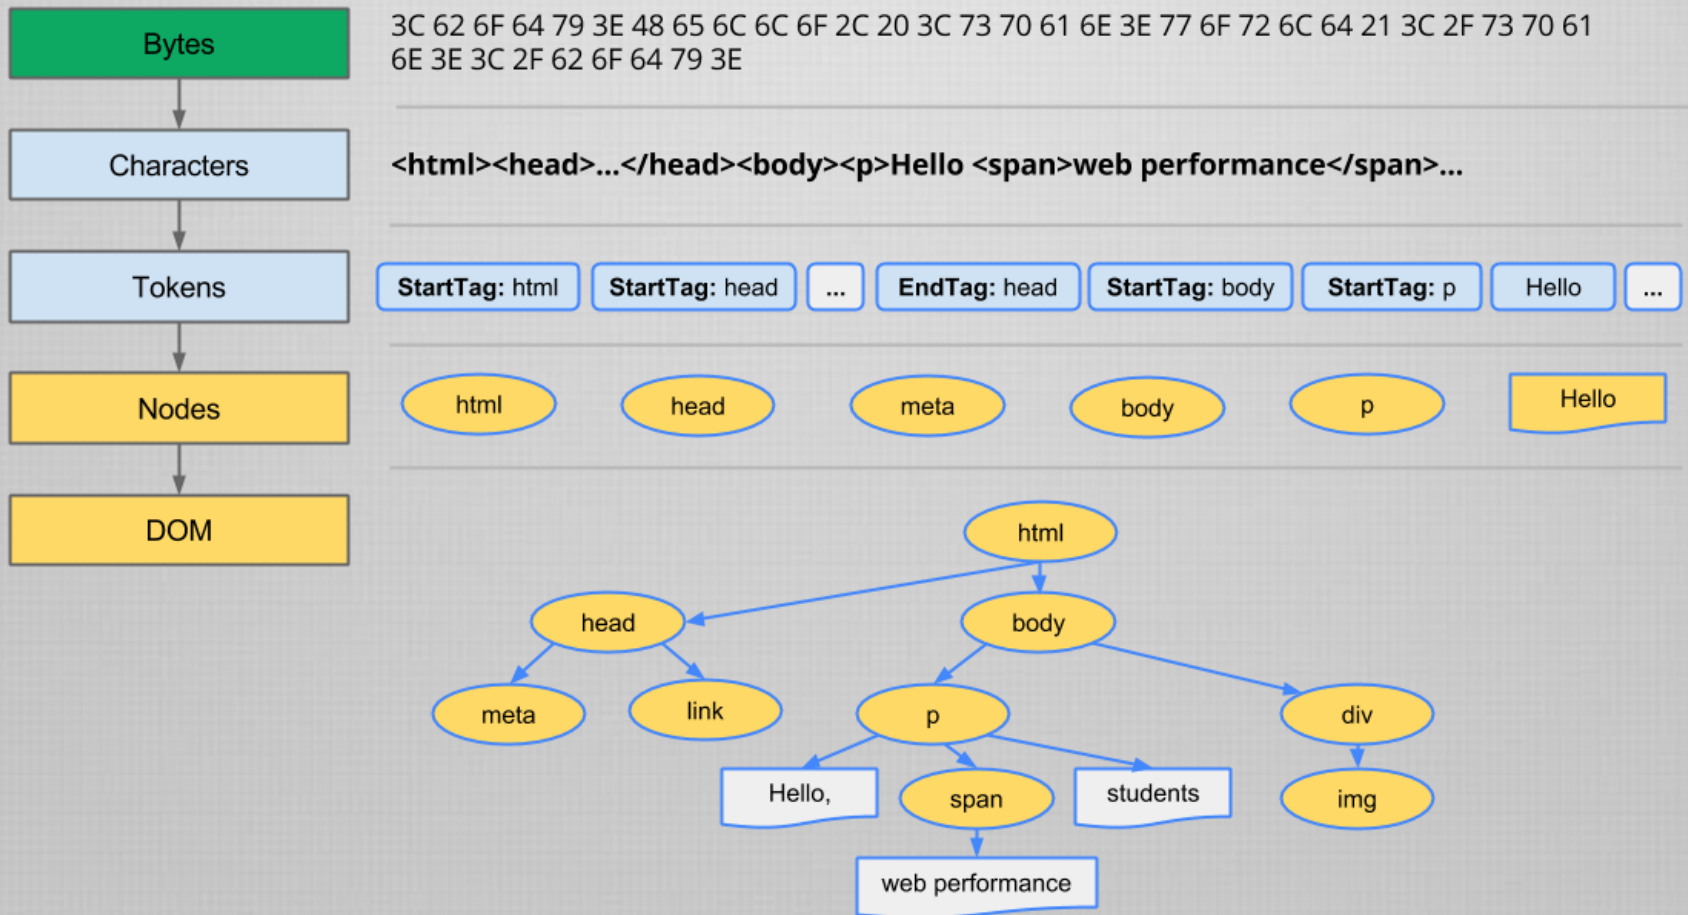 Bytes
3C 62 6F 64 79 3E 48 65 6C 6C 6F 2C 20 3C 73 70 61 6E 3E 77 6F 72 6C 64 21 3C 2F 73 70 61
6E 3E 3C 2F 62 6F 64 79 3E
Characters
<html><head>...</head><body><p>Hello <span>web performance</span>...
Tokens
StartTag: html
StartTag: head
...
EndTag: head
StartTag: body
StartTag: p
Hello
...
Nodes
html
head
meta
body
p
Hello
DOM
html
head
body
meta
link
p
div
Hello,
span
students
img
web performance